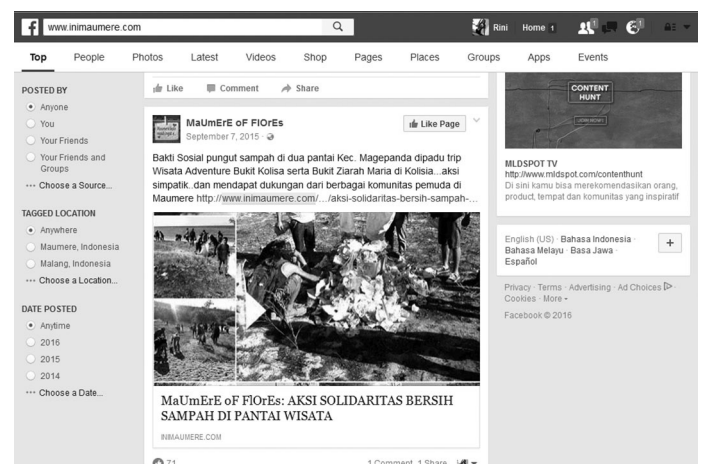 www.inimaumere.com
Rini Home 1
1
1
Top People Photos Latest Videos Shop Pages Places Groups Apps Events
POSTED BY
Anyone
You
Your Friends
Your Friends and
Groups
Choose a Source...
TAGGED LOCATION
Anywhere
Maumere, Indonesia
Malang, Indonesia
Choose a Location...
DATE POSTED
Anytime
2016
2015
2014
Choose a Date...
Like Comment Share
MaUmErE oF FlOrEs
September 7, 2015
Like Page
Bakti Sosial pungut sampah di dua pantai Kec. Magepanda dipadu trip
Wisata Adventure Bukit Kolisa serta Bukit Ziarah Maria di Kolisia...aksi
simpatik..dan mendapat dukungan dari berbagai komunitas pemuda di
Maumere http://www.inimaumere.com/…/aksi-solidaritas-bersih-sampah-…
MaUmErE oF FlOrEs: AKSI SOLIDARITAS BERSIH
SAMPAH DI PANTAI WISATA
INIMAUMERE.COM
71
1 Comment 1 Share
CONTENT
HUNT
MLDSPOT TV
http://www.mldspot.com/contenthunt
Di sini kamu bisa merekomendasikan orang,
product, tempat dan komunitas yang inspiratif
English (US) · Bahasa Indonesia ·
Bahasa Melayu · Basa Jawa ·
Español
Privacy · Terms · Advertising · Ad Choices ·
Cookies · More
Facebook © 2016